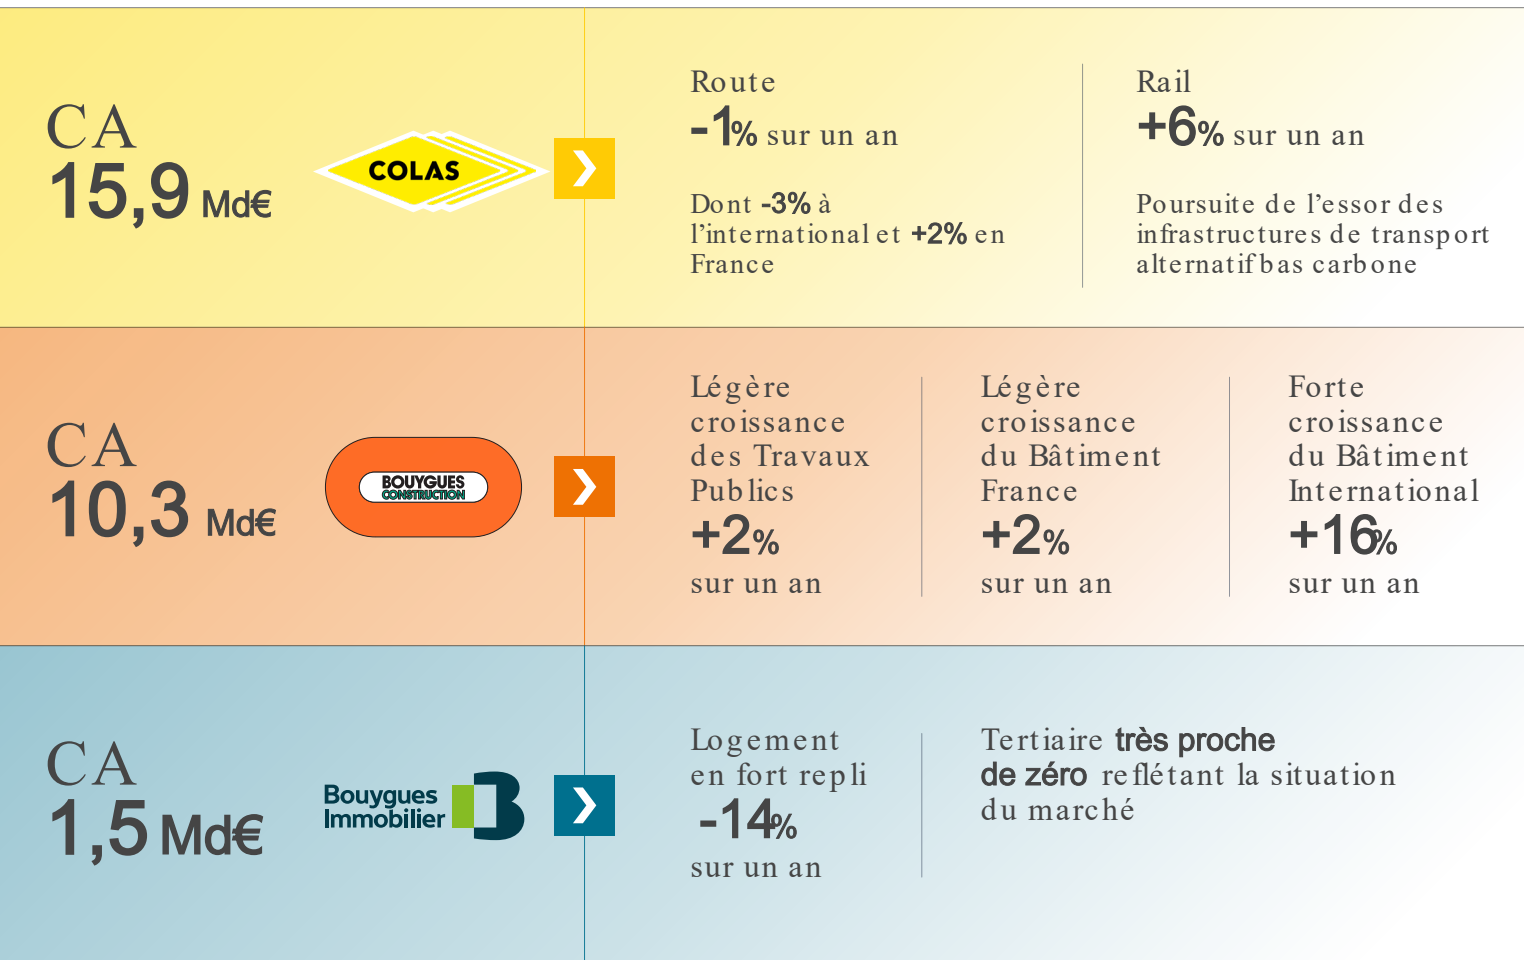 CA
15,9 Md€
COLAS
Route
-1% sur un an
Dont -3% à
l'international et +2% en
France
Rail
+6% sur un an
Poursuite de l'essor des
infrastructures de transport
alternatif bas carbone
CA
10,3 Md€
BOUYGUES
CONSTRUCTION
Légère
croissance
des Travaux
Publics
+2%
sur un an
Légère
croissance
du Bâtiment
France
+2%
sur un an
Forte
croissance
du Bâtiment
International
+16%
sur un an
CA
1,5 Md€
Bouygues
Immobilier
Logement
en fort repli
-14%
sur un an
Tertiaire très proche
de zéro reflétant la situation
du marché